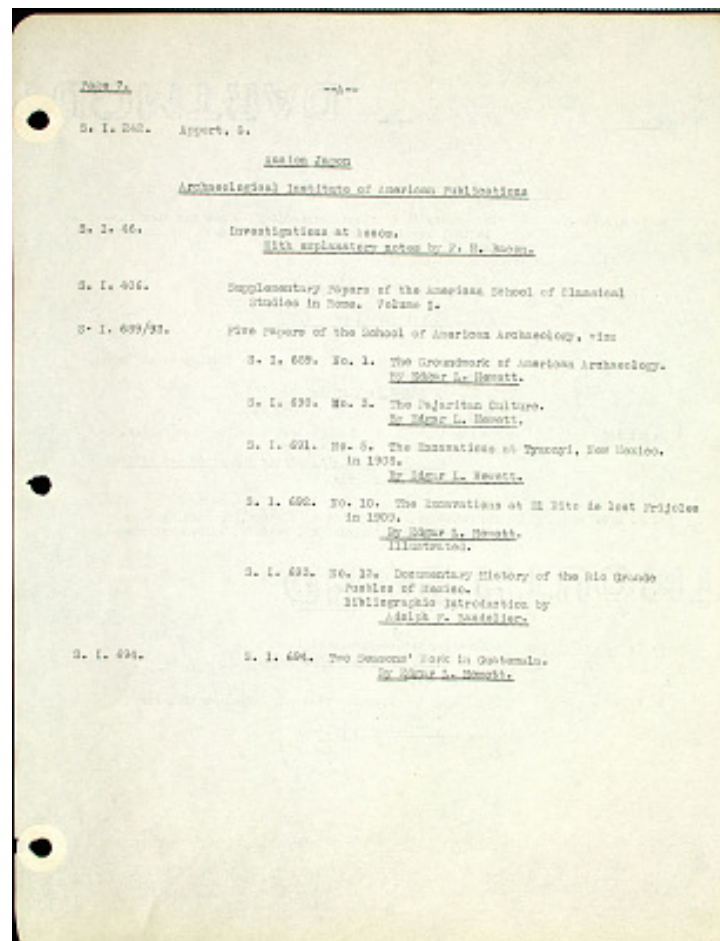 Page 7. --A--
S. I. 242. Appert, G.
Ancien Japon
Archaeological Institute of American Publications
S. I. 46. Investigations at Assos.
With explanatory notes by F. H. Bacon.
S. I. 406. Supplementary Papers of the American School of Classical
Studies in Rome. Volume 1.
S- I. 689/93. Five Papers of the School of American Archaeology, viz:
S. I. 689. No. 1. The Groundwork of American Archaeology.
By Edgar L. Hewett.
S. I. 690. No. 3. The Pajaritan Culture.
By Edgar L. Hewett.
S. I. 691. No. 5. The Excavations at Tyuonyi, New Mexico.
in 1908.
By Edgar L. Hewett.
S. I. 692. No. 10. The Excavations at El Rito de Frijoles
in 1909.
By Edgar L. Hewett.
Illustrated.
S. I. 693. No. Documentary History of the Rio Grande
Pueblos of Mexico.
Bibliographic Introduction by
Adolph F. Bandelier.
S. I. 694. S. I. 694. Two Seasons' Work in Guatemala.
By Edgar L. Hewett.